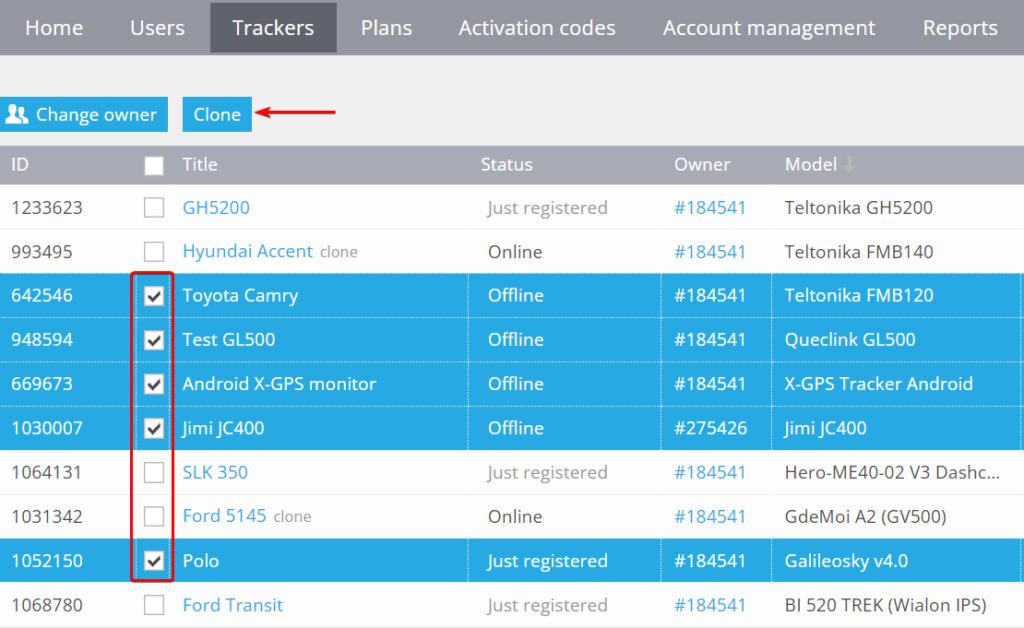 Home Users Trackers Plans Activation codes Account management Reports
Change owner Clone
ID Title Status Owner Model
1233623 GH5200 Just registered #184541 Teltonika GH5200
993495 Hyundai Accent clone Online #184541 Teltonika FMB140
642546 Toyota Camry Offline #184541 Teltonika FMB120
948594 Test GL500 Offline #184541 Queclink GL500
669673 Android X-GPS monitor Offline #184541 X-GPS Tracker Android
1030007 Jimi JC400 Offline #275426 Jimi JC400
1064131 SLK 350 Just registered #184541 Hero-ME40-02 V3 Dashc...
1031342 Ford 5145 clone Online #184541 GdeMoi A2 (GV500)
1052150 Polo Just registered #184541 Galileosky v4.0
1068780 Ford Transit Just registered #184541 BI 520 TREK (Wialon IPS)